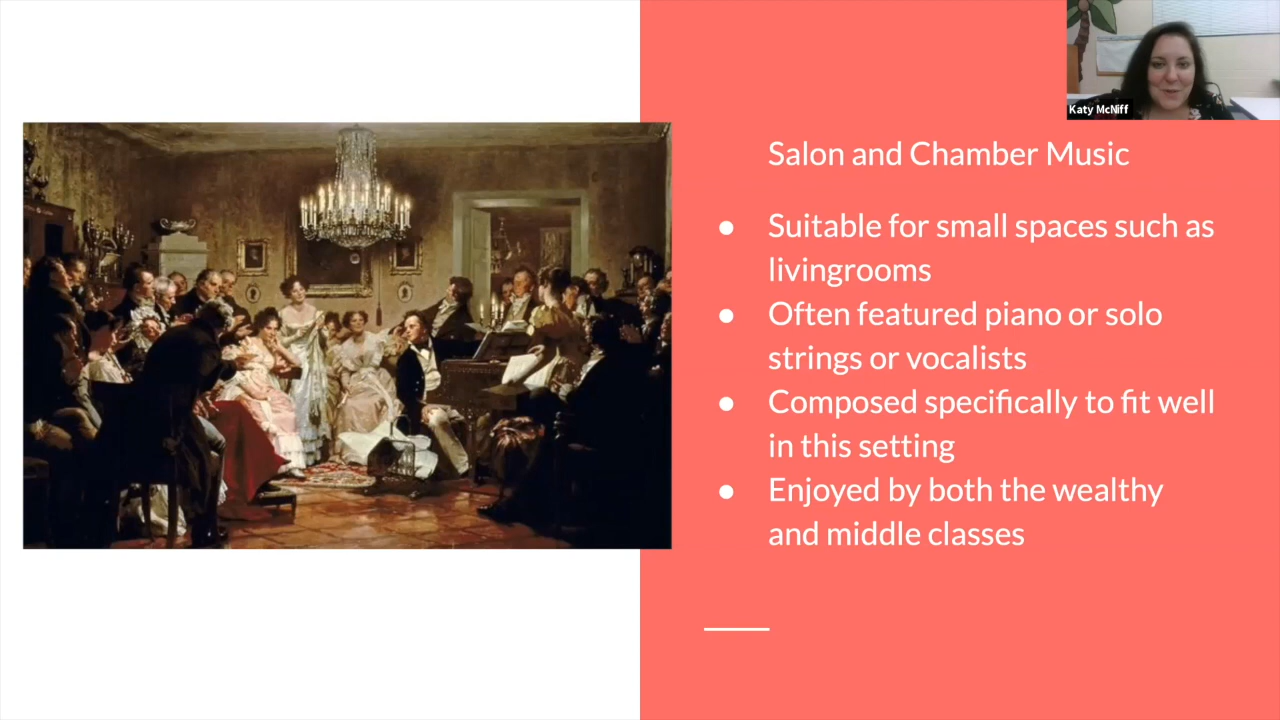 Katy McNiff
Salon and Chamber Music
● Suitable for small spaces such as
livingrooms
● Often featured piano or solo
strings or vocalists
● Composed specifically to fit well
in this setting
● Enjoyed by both the wealthy
and middle classes